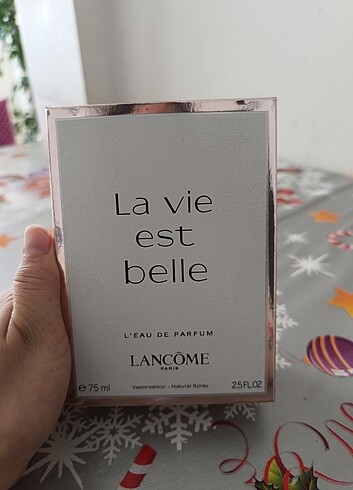 La vie
est
belle
L'EAU DE PARFUM
LANCÔME
PARIS
e 75 ml Vaporisateur - Natural Spray 2.5 FL.OZ.